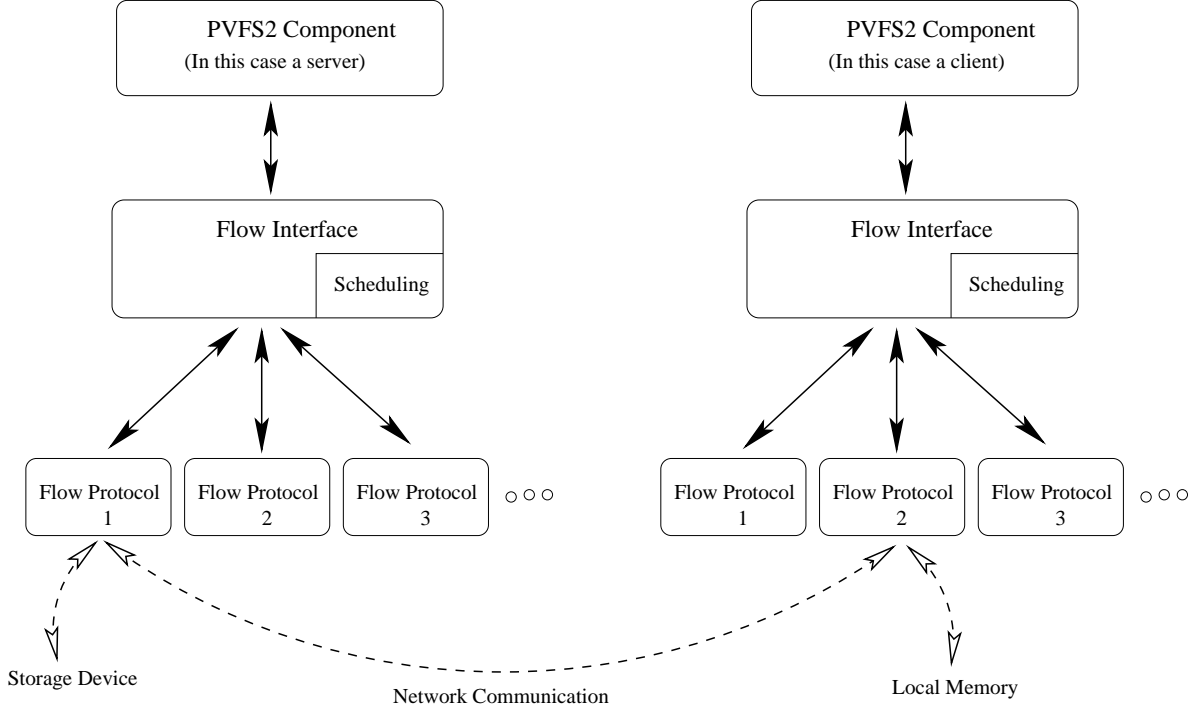 PVFS2 Component
(In this case a server)
PVFS2 Component
(In this case a client)
Flow Interface
Scheduling
Flow Interface
Scheduling
Flow Protocol
1
Flow Protocol
2
Flow Protocol
3
Flow Protocol
1
Flow Protocol
2
Flow Protocol
3
Storage Device
Network Communication
Local Memory